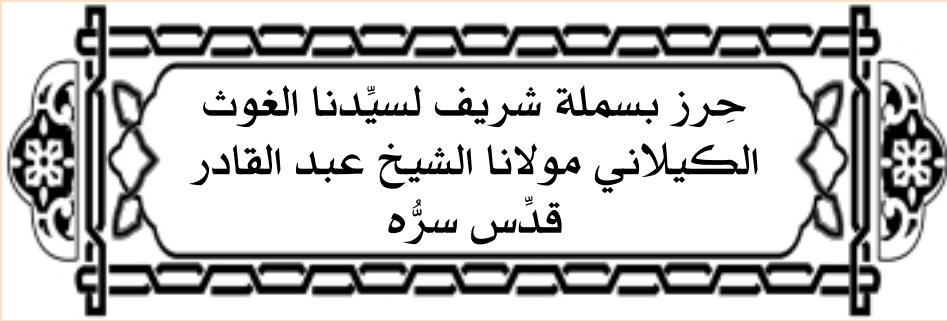 حِرز بسملة شريف لسيِّدنا الغوث
الكيلاني مولانا الشيخ عبد القادر
قدِّس سرُّه